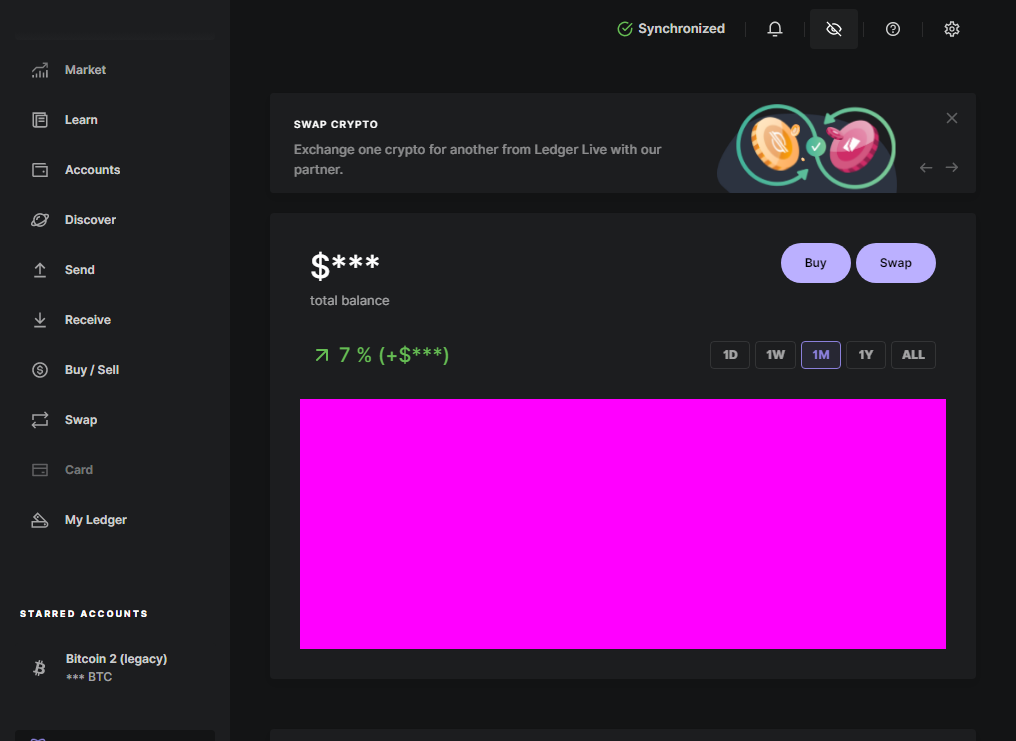 Synchronized
Market
Learn
Accounts
Discover
Send
Receive
Buy / Sell
Swap
Card
My Ledger
STARRED ACCOUNTS
Bitcoin 2 (legacy)
*** BTC
SWAP CRYPTO
Exchange one crypto for another from Ledger Live with our
partner.
$***
total balance
Buy
Swap
7 % (+$***)
1D
1W
1M
1Y
ALL